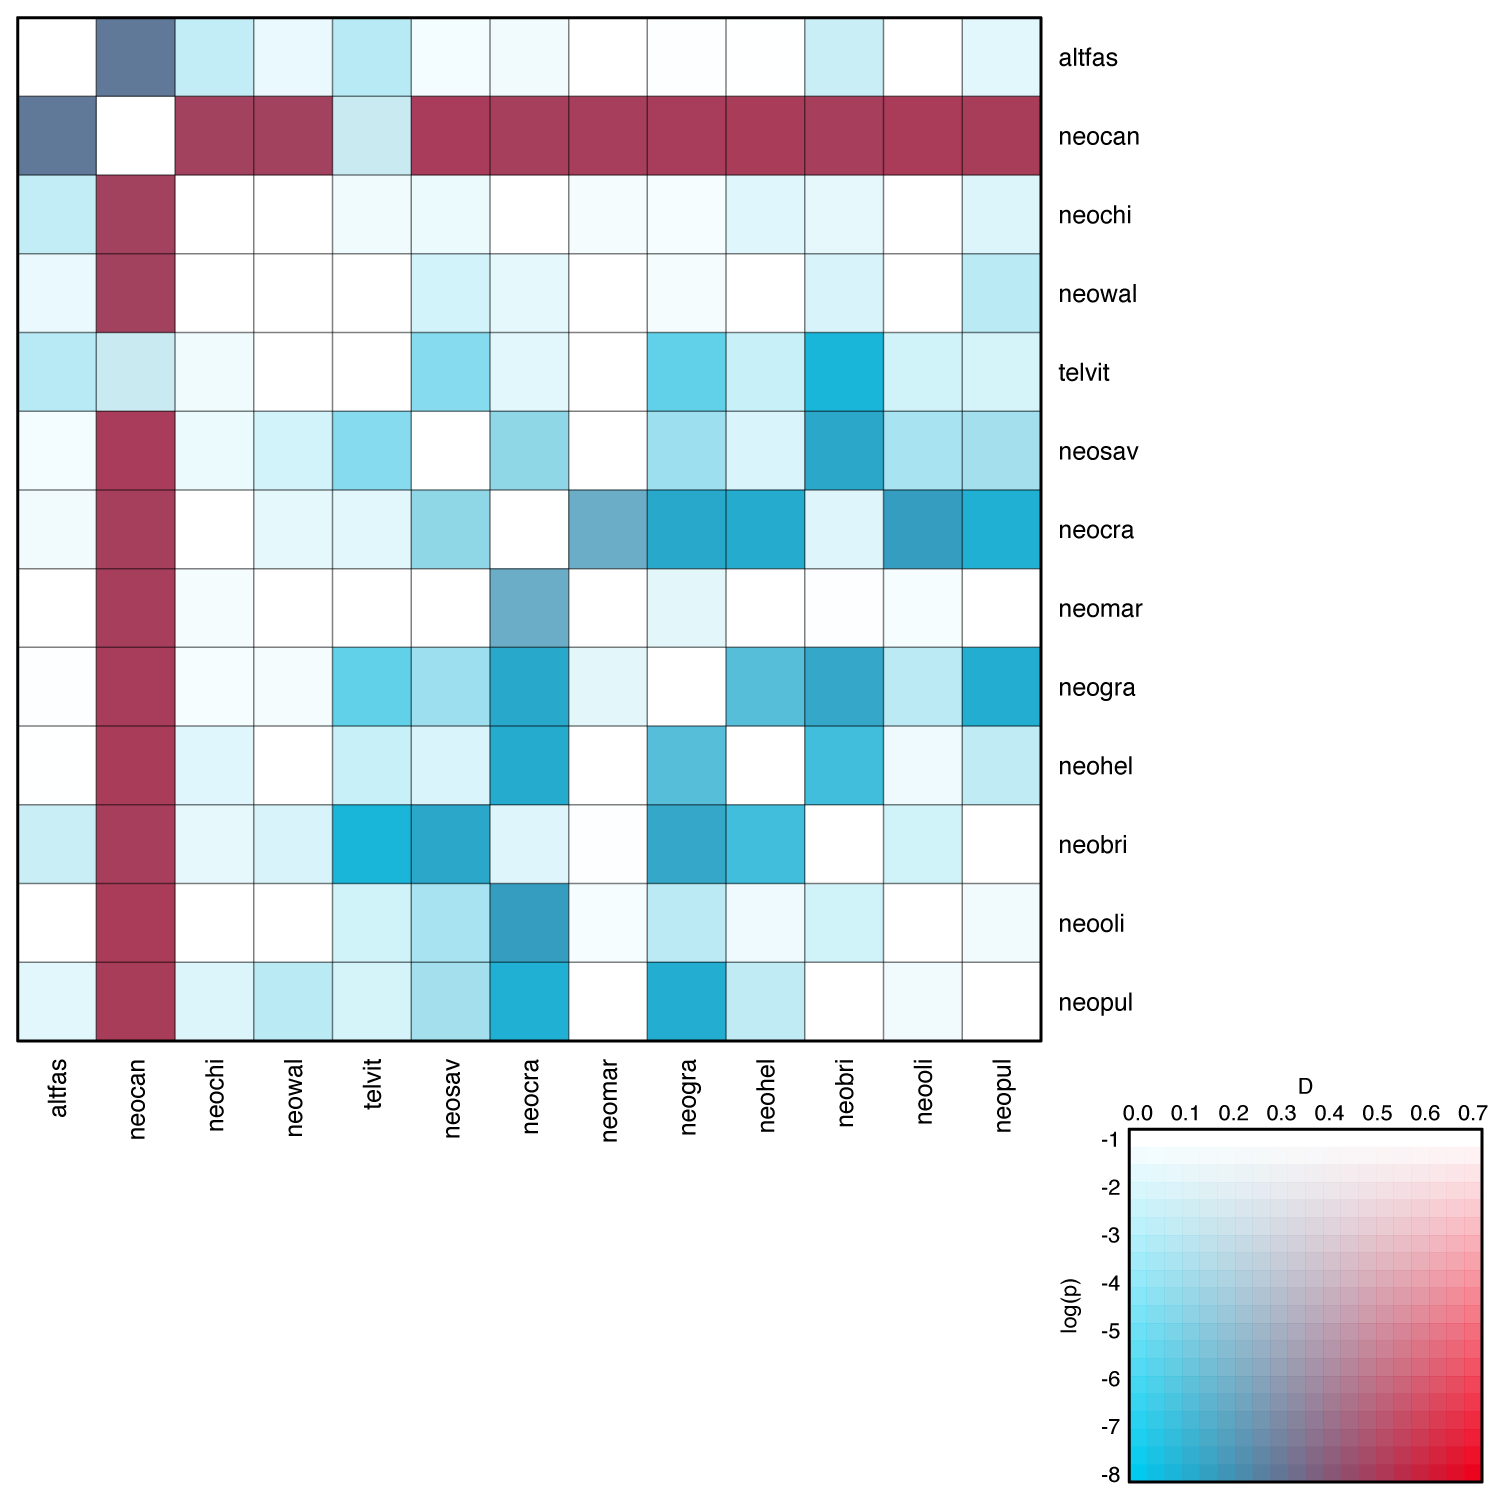 altfas
neocan
neochi
neowal
telvit
neosav
neocra
neomar
neogra
neohel
neobri
neooli
neopul
altfas
neocan
neochi
neowal
telvit
neosav
neocra
neomar
neogra
neohel
neobri
neooli
neopul
D
0.0 0.1 0.2 0.3 0.4 0.5 0.6 0.7
-1
-2
-3
-4
-5
-6
-7
-8
log(p)